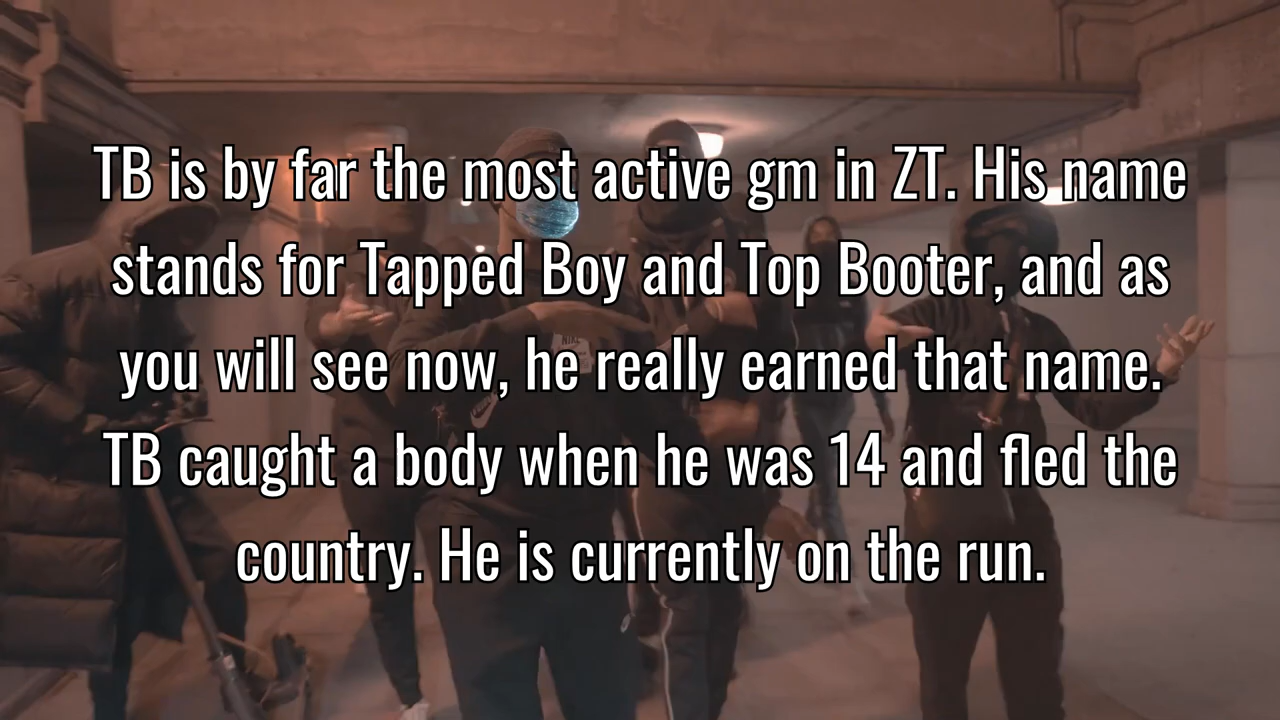 TB is by far the most active gm in ZT. His name
stands for Tapped Boy and Top Booter, and as
you will see now, he really earned that name.
TB caught a body when he was 14 and fled the
country. He is currently on the run.
NIKE